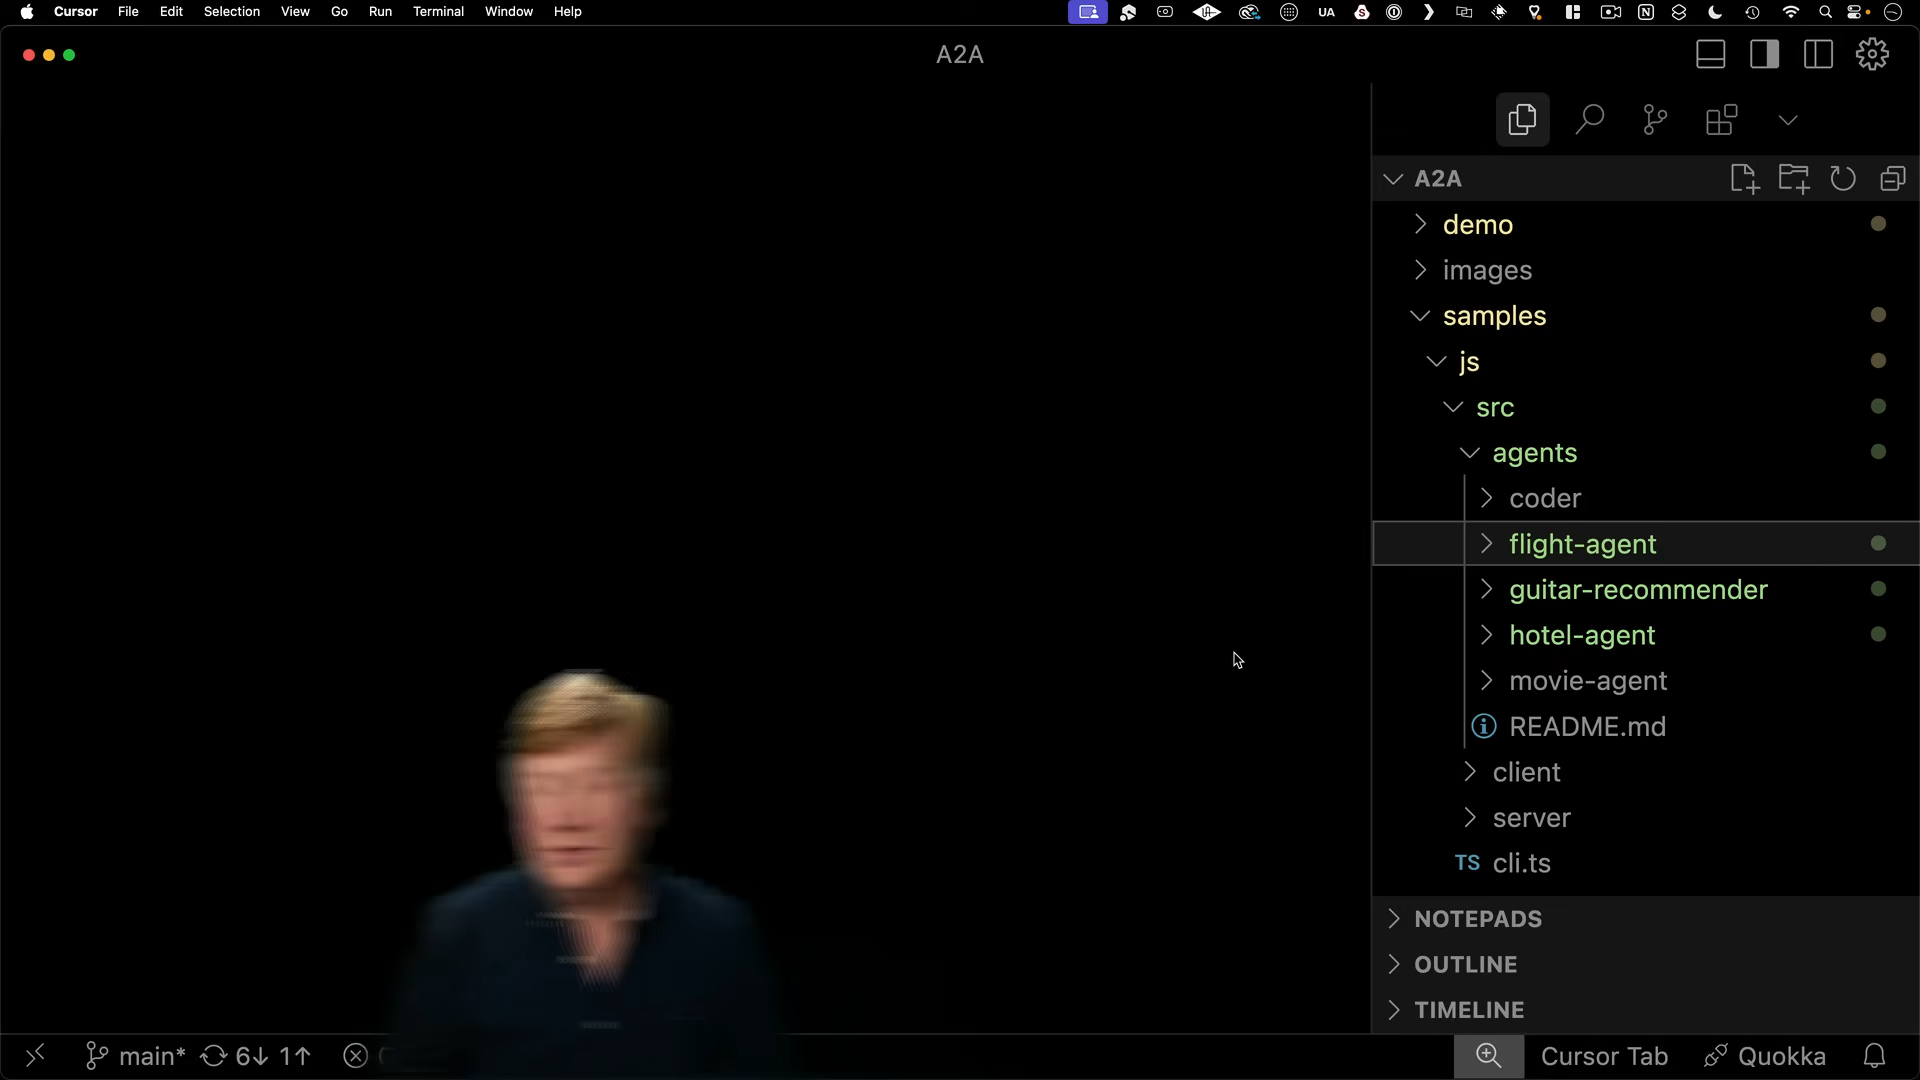 Cursor File Edit Selection View Go Run Terminal Window Help UA
A2A
A2A
demo
images
samples
js
src
agents
coder
flight-agent
guitar-recommender
hotel-agent
movie-agent
README.md
client
server
TS cli.ts
NOTEPADS
OUTLINE
TIMELINE
main* 6↓ 1↑ Cursor Tab Quokka